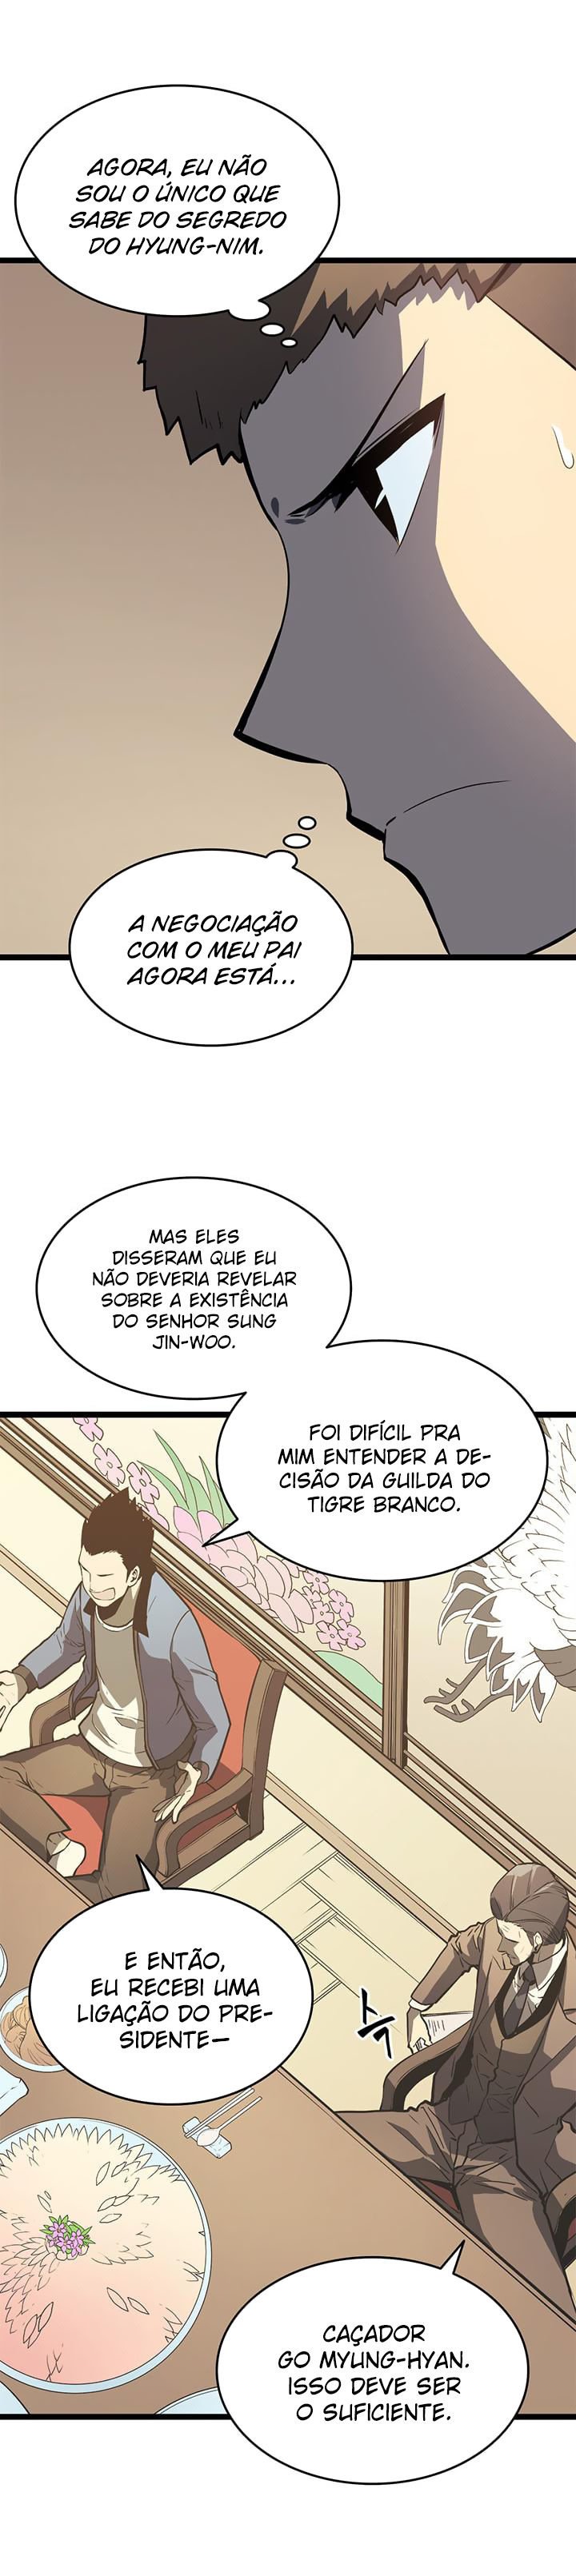 AGORA, EU NÃO
SOU O ÚNICO QUE
SABE DO SEGREDO
DO HYUNG-NIM.
A NEGOCIAÇÃO
COM O MEU PAI
AGORA ESTÁ...
MAS ELES
DISSERAM QUE EU
NÃO DEVERIA REVELAR
SOBRE A EXISTÊNCIA
DO SENHOR SUNG
JIN-WOO.
FOI DIFÍCIL PRA
MIM ENTENDER A DE-
CISÃO DA GUILDA DO
TIGRE BRANCO.
E ENTÃO,
EU RECEBI UMA
LIGAÇÃO DO PRE-
SIDENTE—
トク
CAÇADOR
GO MYUNG-HYAN.
ISSO DEVE SER
O SUFICIENTE.